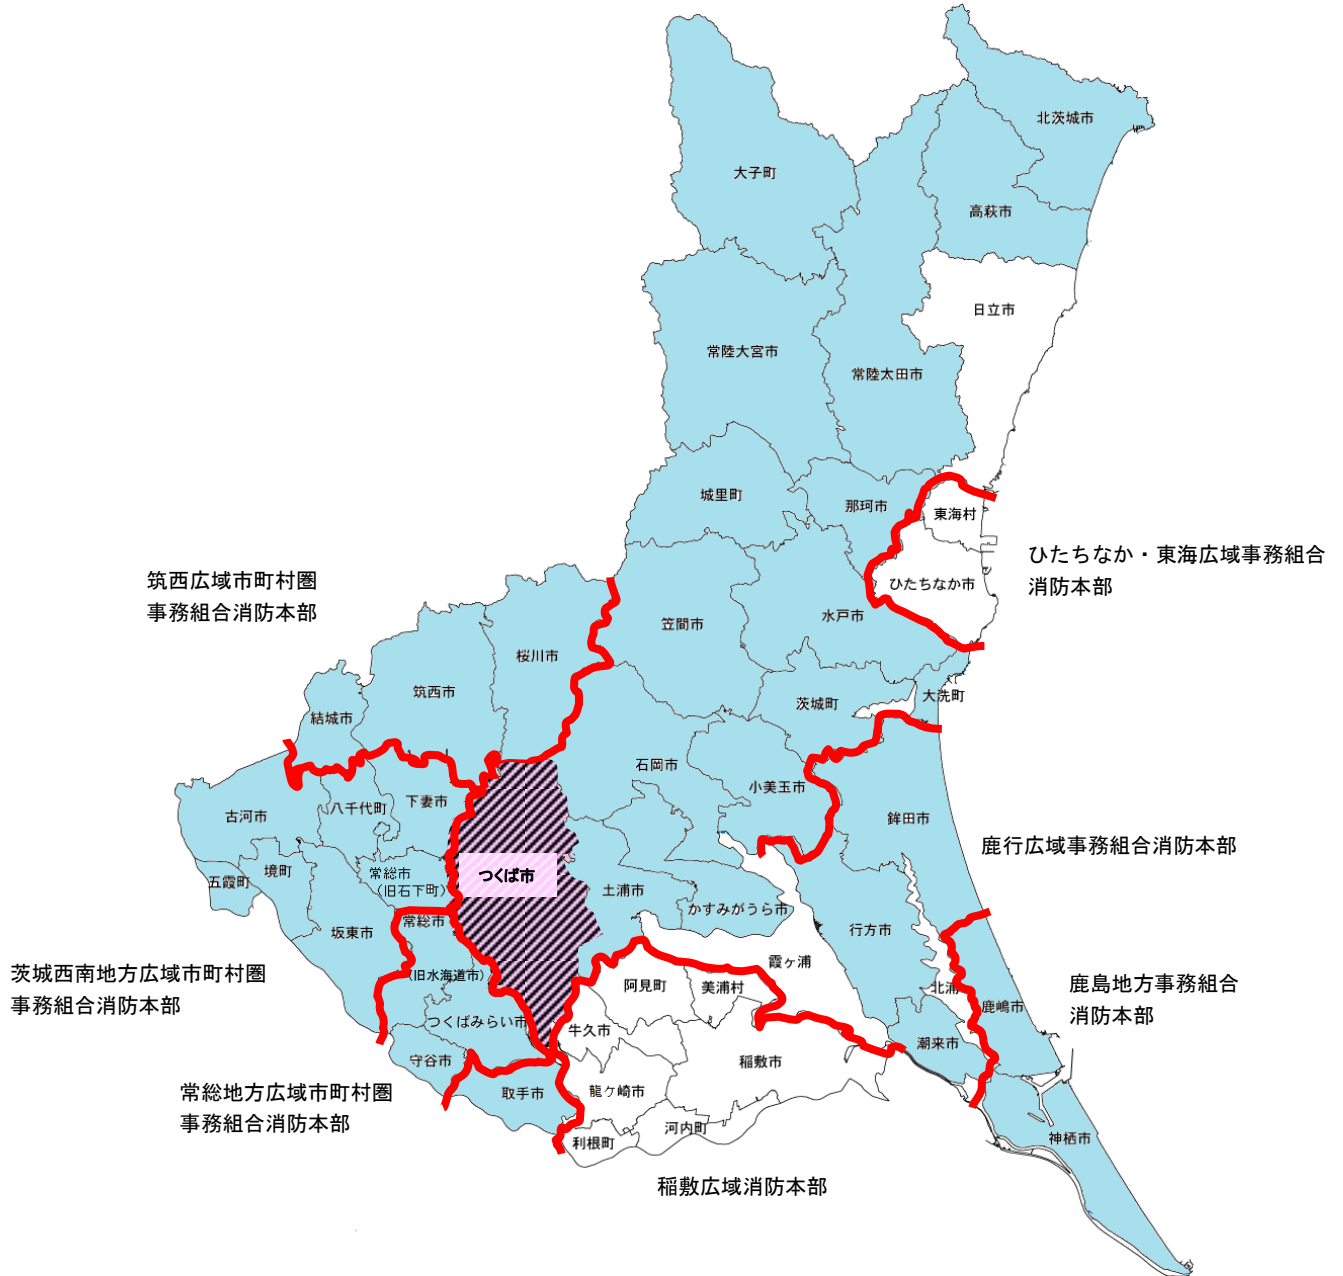 北茨城市
大子町
高萩市
日立市
常陸大宮市
常陸太田市
城里町
那珂市
東海村
ひたちなか・東海広域事務組合
消防本部
ひたちなか市
筑西広域市町村圏
事務組合消防本部
水戸市
笠間市
桜川市
筑西市
大洗町
茨城町
結城市
石岡市
小美玉市
下妻市
八千代町
古河市
鉾田市
鹿行広域事務組合消防本部
境町
常総市
(旧石下町)
五霞町
つくば市
土浦市
かすみがうら市
常総市
(旧水海道市)
坂東市
行方市
霞ヶ浦
茨城西南地方広域市町村圏
事務組合消防本部
阿見町
美浦村
北浦
鹿嶋市
鹿島地方事務組合
消防本部
つくばみらい市
牛久市
潮来市
守谷市
稲敷市
常総地方広域市町村圏
事務組合消防本部
取手市
龍ケ崎市
河内町
利根町
神栖市
稲敷広域消防本部